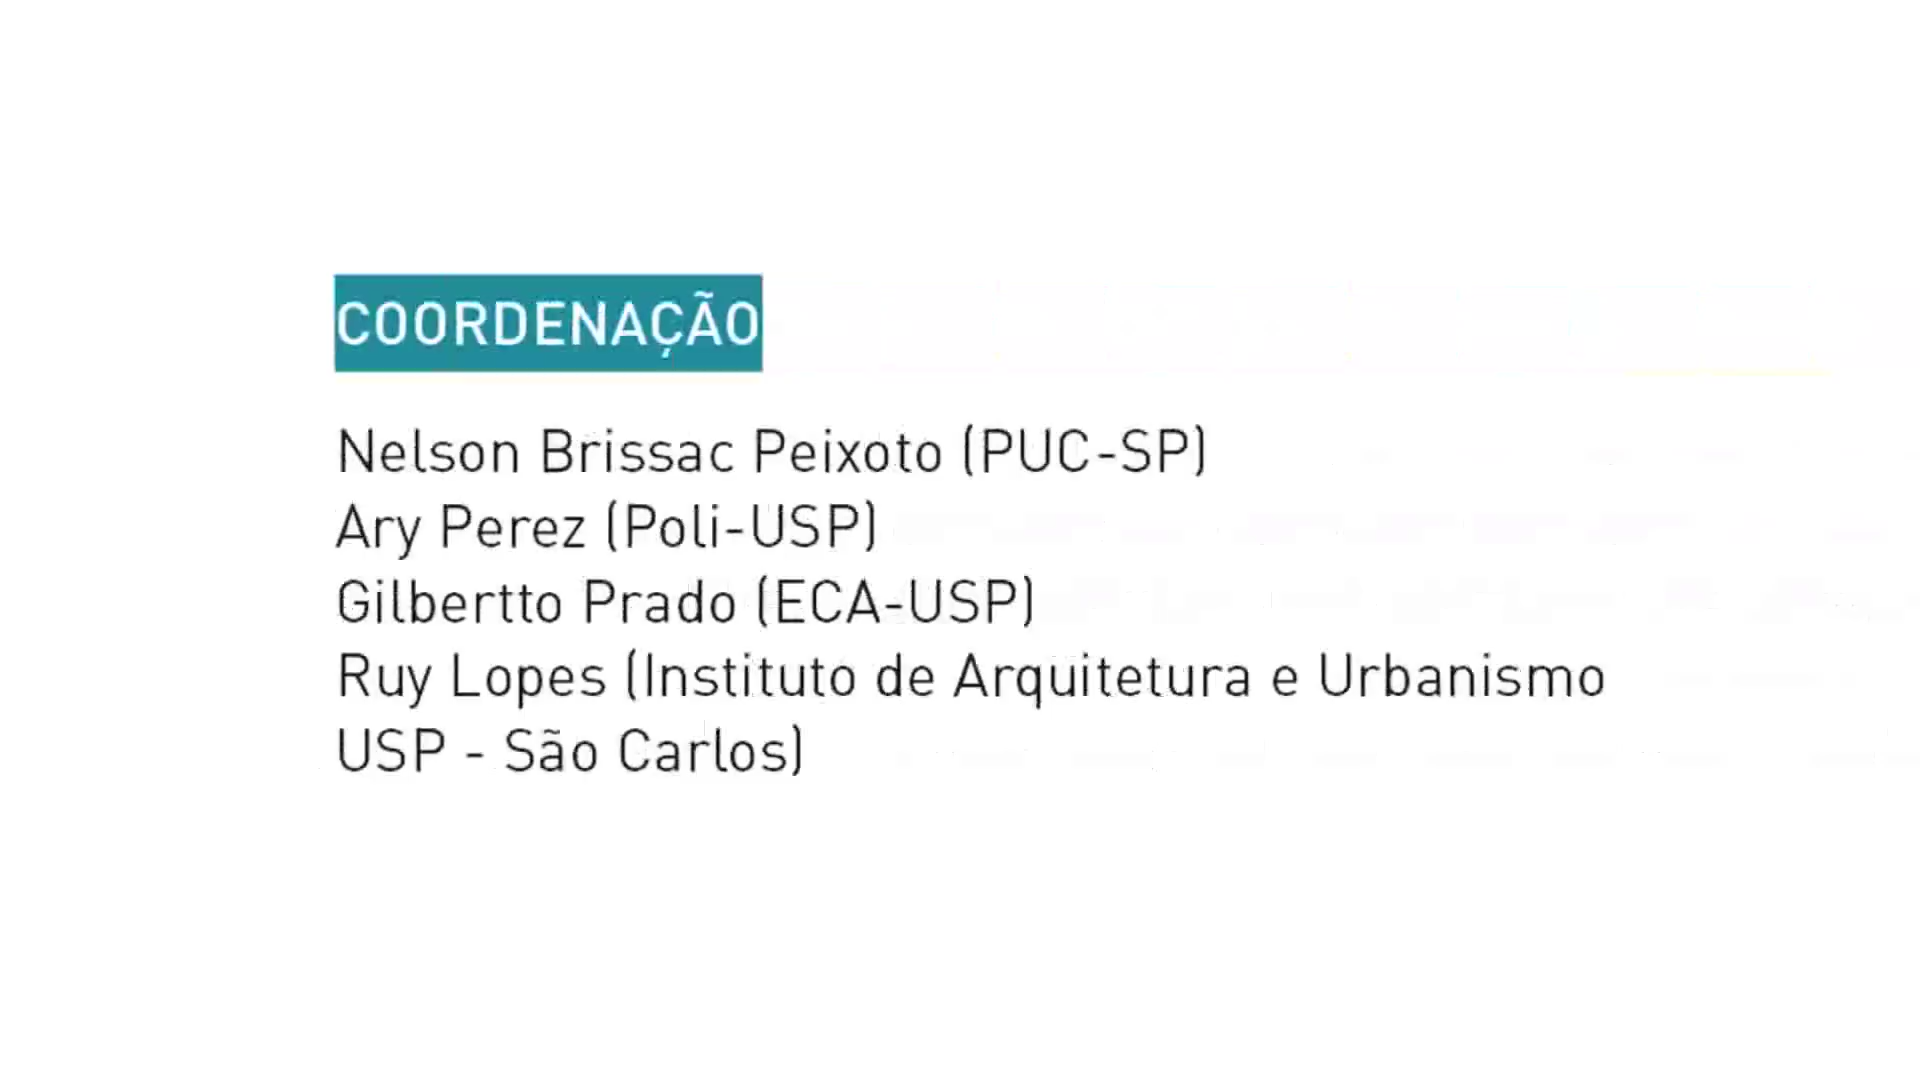 COORDENAÇÃO
Nelson Brissac Peixoto (PUC-SP)
Ary Perez (Poli-USP)
Gilbertto Prado (ECA-USP)
Ruy Lopes (Instituto de Arquitetura e Urbanismo
USP - São Carlos)